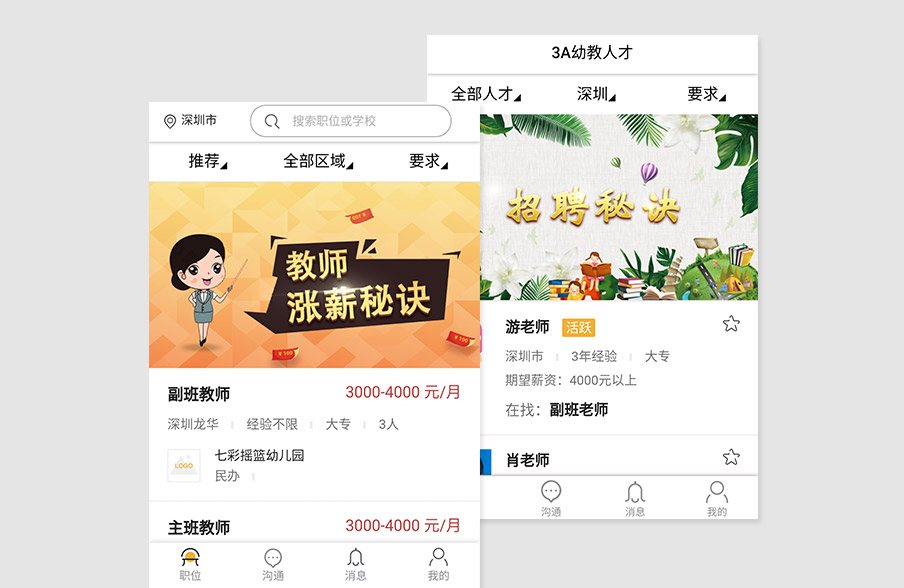 3A幼教人才
全部人才
深圳
要求
招聘秘诀
游老师
活跃
深圳市
3年经验
大专
期望薪资：4000元以上
在找：副班老师
肖老师
沟通
消息
我的
深圳市
搜索职位或学校
推荐
全部区域
要求
教师
涨薪秘诀
¥ 100
¥ 100
副班教师
3000-4000 元/月
深圳龙华
经验不限
大专
3人
LOGO
七彩摇篮幼儿园
民办
主班教师
3000-4000 元/月
职位
沟通
消息
我的